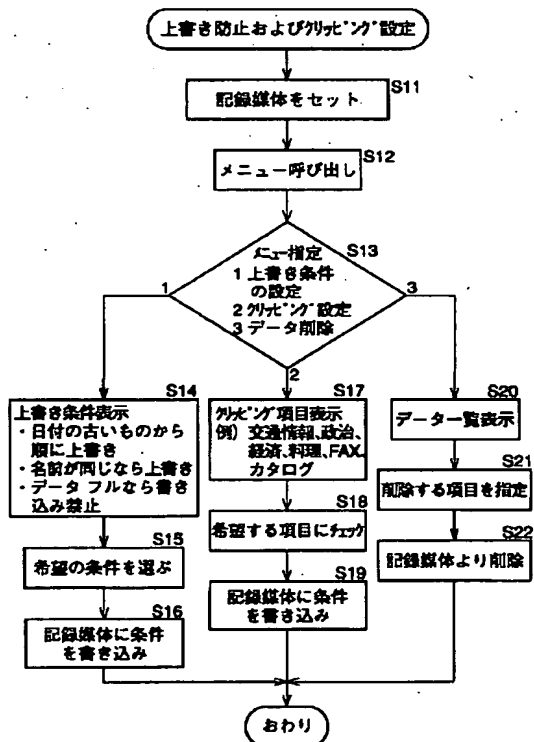 上書き防止およびｸﾘｯﾋﾟﾝｸﾞ設定
S11
記録媒体をセット
S12
メニュー呼び出し
S13
ﾒﾆｭｰ指定
1 上書き条件
の設定
2 ｸﾘｯﾋﾟﾝｸﾞ設定
3 データ削除
1
2
3
S14
上書き条件表示
・日付の古いものから
順に上書き
・名前が同じなら上書き
・データ フルなら書き
込み禁止
S15
希望の条件を選ぶ
S16
記録媒体に条件
を書き込み
S17
ｸﾘｯﾋﾟﾝｸﾞ項目表示
例) 交通情報、政治、
経済、料理、FAX、
カタログ
S18
希望する項目にﾁｪｯｸ
S19
記録媒体に条件
を書き込み
S20
データ一覧表示
S21
削除する項目を指定
S22
記録媒体より削除
おわり